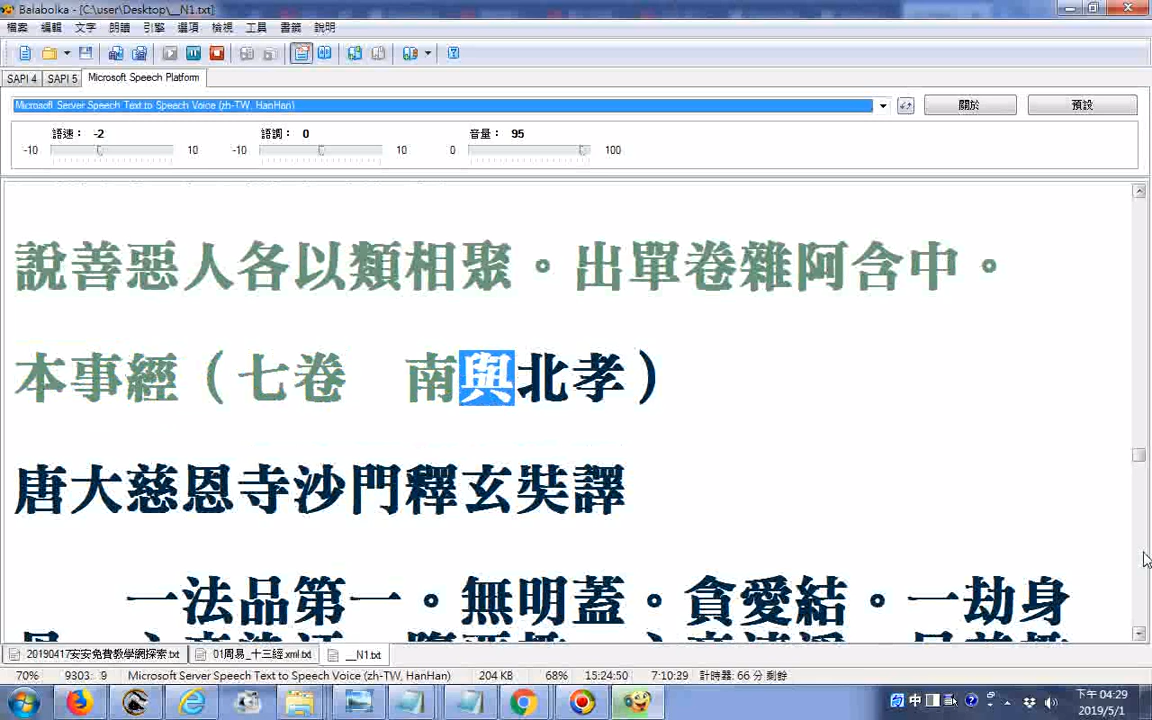 Balabolka - [C:\user\Desktop\__N1.txt]
檔案 編輯 文字 朗讀 引擎 選項 檢視 工具 書籤 說明
SAPI 4 SAPI 5 Microsoft Speech Platform
Microsoft Server Speech Text to Speech Voice (zh-TW, HanHan) 關於 預設
語速： -2 語調： 0 音量： 95
-10 10 -10 10 0 100
說善惡人各以類相聚。出單卷雜阿含中。
本事經（七卷　南與北孝）
唐大慈恩寺沙門釋玄奘譯
一法品第一。無明蓋。貪愛結。一劫身
20190417安安免費教學網探索.txt 01周易_十三經.xml.txt __N1.txt
70% 9303: 9 Microsoft Server Speech Text to Speech Voice (zh-TW, HanHan) 204 KB 68% 15:24:50 7:10:29 計時器: 66 分 剩餘
中 下午 04:29
2019/5/1